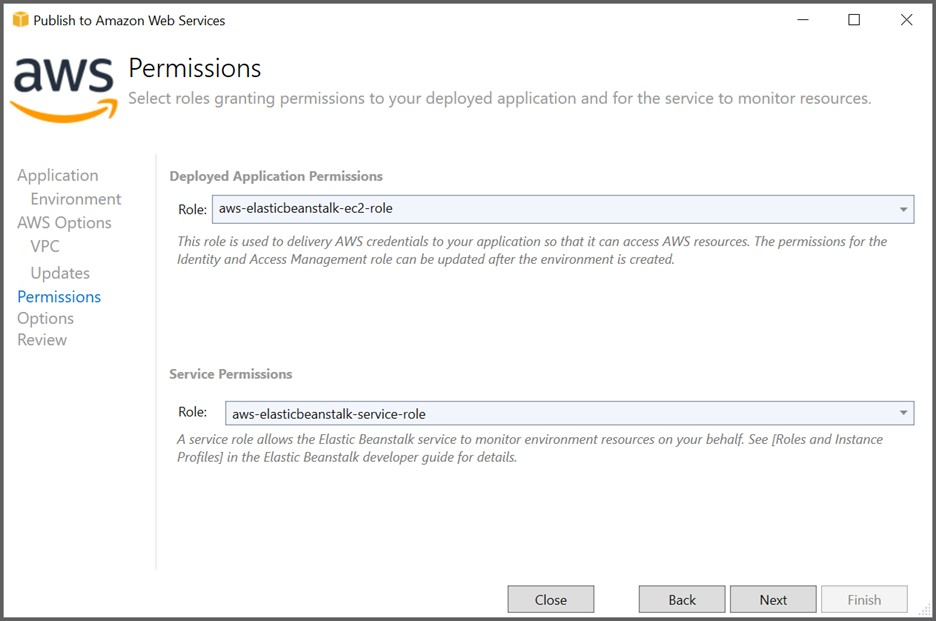 Publish to Amazon Web Services
aws
Permissions
Select roles granting permissions to your deployed application and for the service to monitor resources.
Application
Environment
AWS Options
VPC
Updates
Permissions
Options
Review
Deployed Application Permissions
Role: aws-elasticbeanstalk-ec2-role
This role is used to delivery AWS credentials to your application so that it can access AWS resources. The permissions for the
Identity and Access Management role can be updated after the environment is created.
Service Permissions
Role: aws-elasticbeanstalk-service-role
A service role allows the Elastic Beanstalk service to monitor environment resources on your behalf. See [Roles and Instance
Profiles] in the Elastic Beanstalk developer guide for details.
Close Back Next Finish